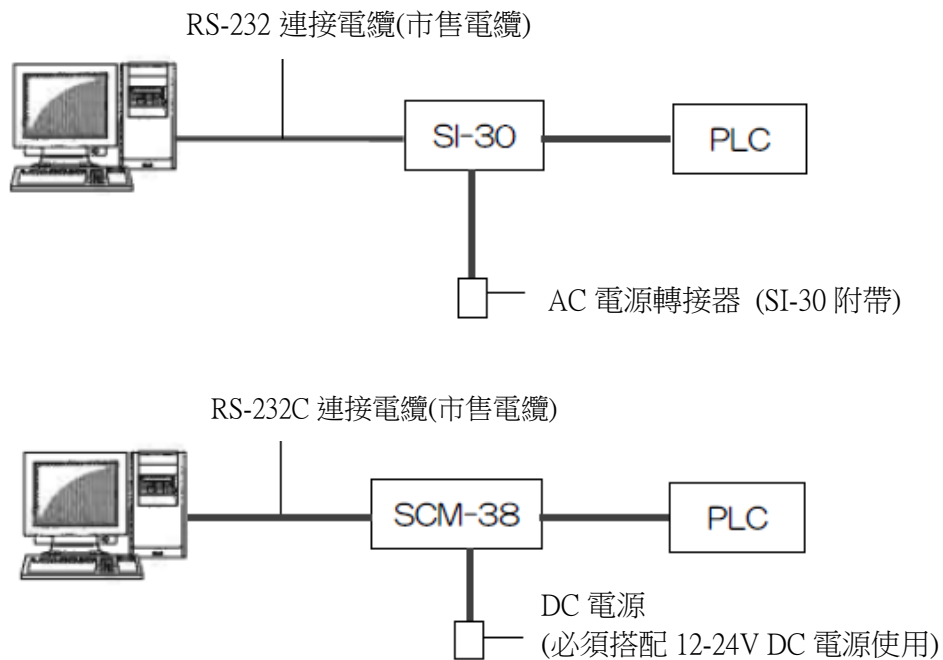 RS-232 連接電纜(市售電纜)
SI-30
PLC
AC 電源轉接器 (SI-30 附帶)
RS-232C 連接電纜(市售電纜)
SCM-38
PLC
DC 電源
(必須搭配 12-24V DC 電源使用)